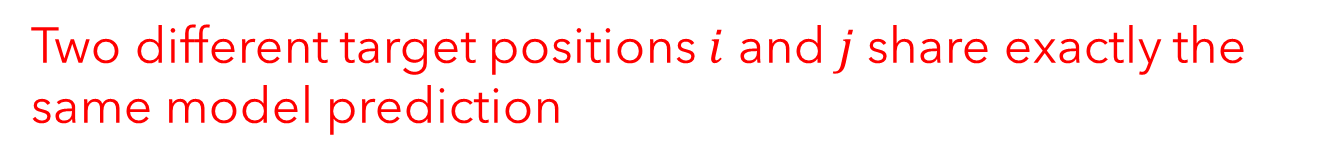 Two different target positions i and j share exactly the
same model prediction